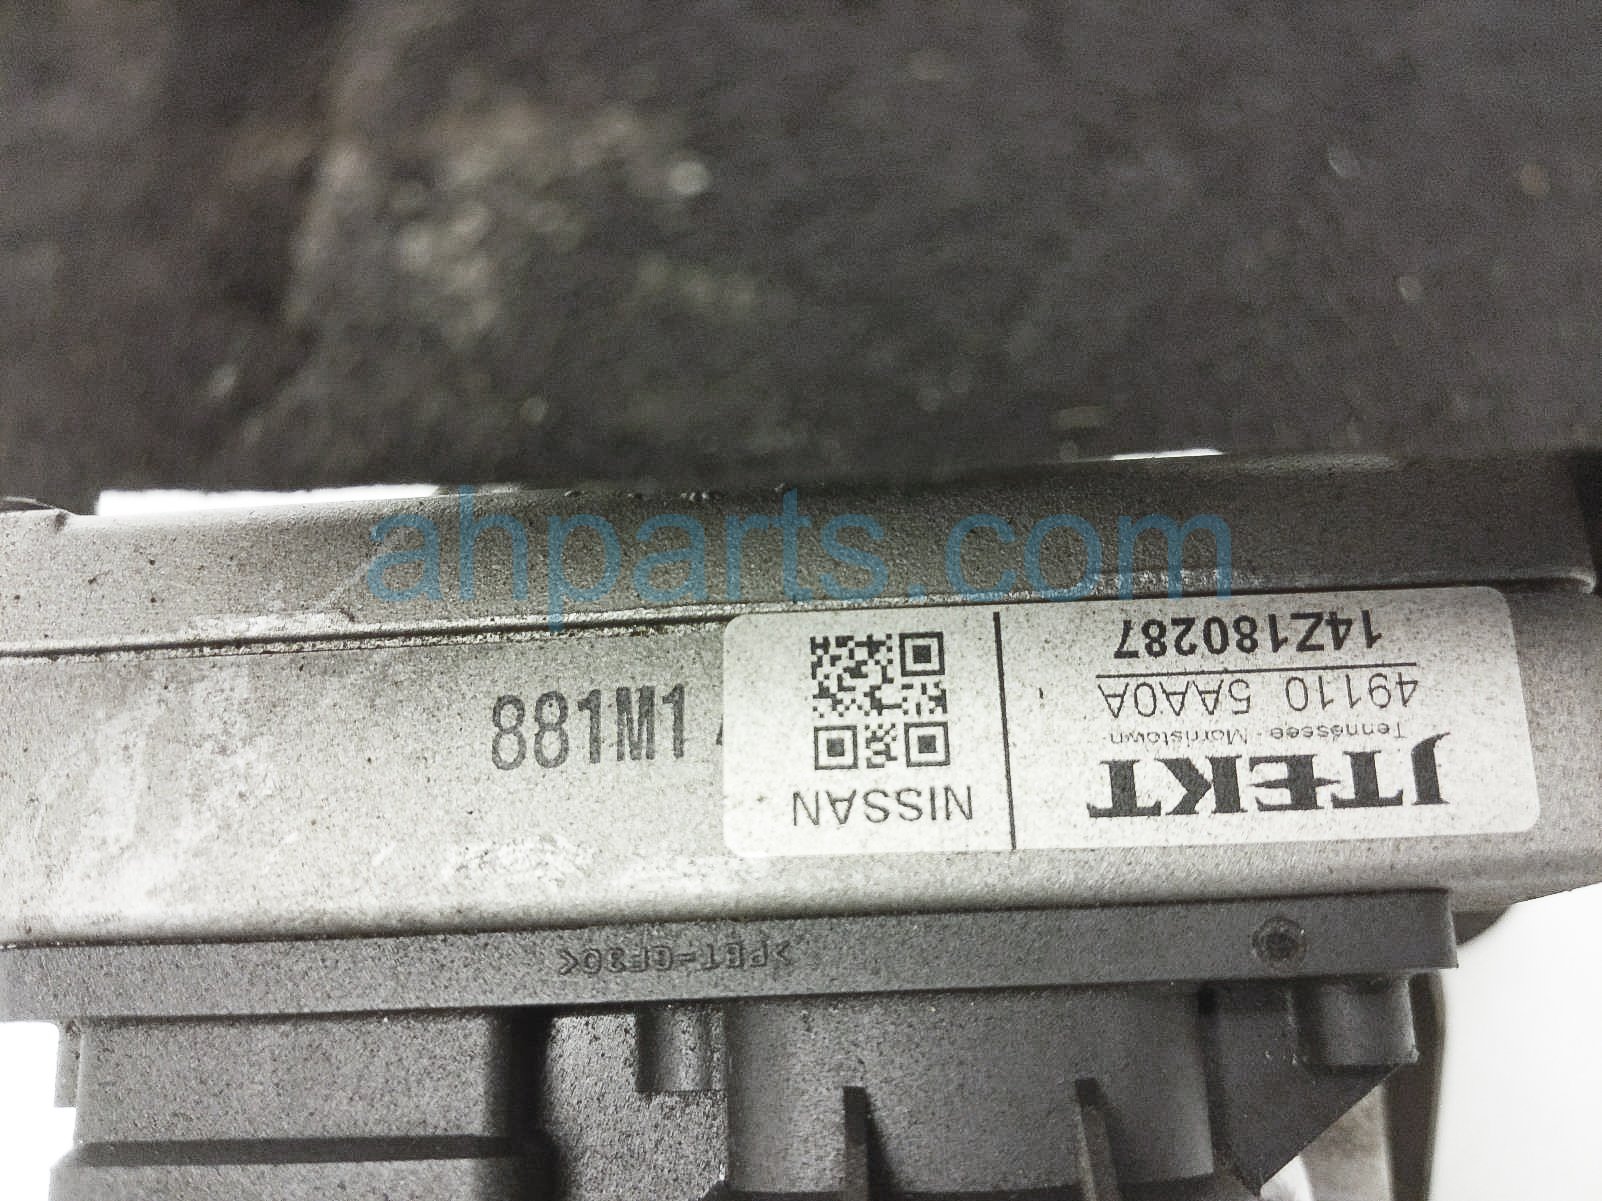 ahparts.com
JTEKT
Tennessee - Morristown
49110 5AA0A
14Z180287
NISSAN
881M1
>PBT-GF30<